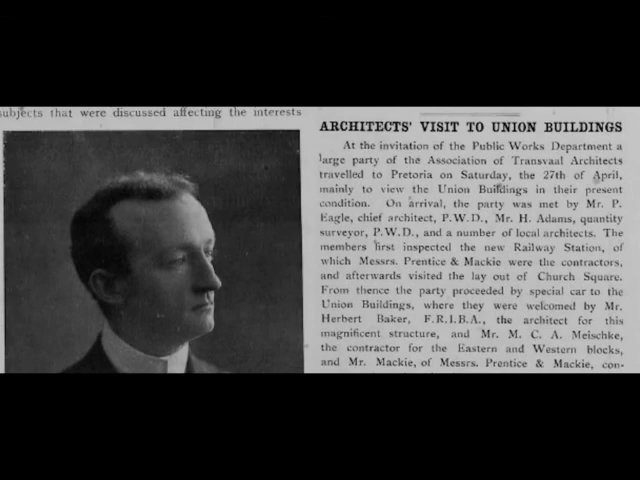 subjects that were discussed affecting the interests
ARCHITECTS' VISIT TO UNION BUILDINGS
At the invitation of the Public Works Department a
large party of the Association of Transvaal Architects
travelled to Pretoria on Saturday, the 27th of April,
mainly to view the Union Buildings in their present
condition. On arrival, the party was met by Mr. P.
Eagle, chief architect, P.W.D., Mr. H. Adams, quantity
surveyor, P.W.D., and a number of local architects. The
members first inspected the new Railway Station, of
which Messrs. Prentice & Mackie were the contractors,
and afterwards visited the lay out of Church Square.
From thence the party proceeded by special car to the
Union Buildings, where they were welcomed by Mr.
Herbert Baker, F.R.I.B.A., the architect for this
magnificent structure, and Mr. M. C. A. Meischke,
the contractor for the Eastern and Western blocks,
and Mr. Mackie, of Messrs. Prentice & Mackie, con-